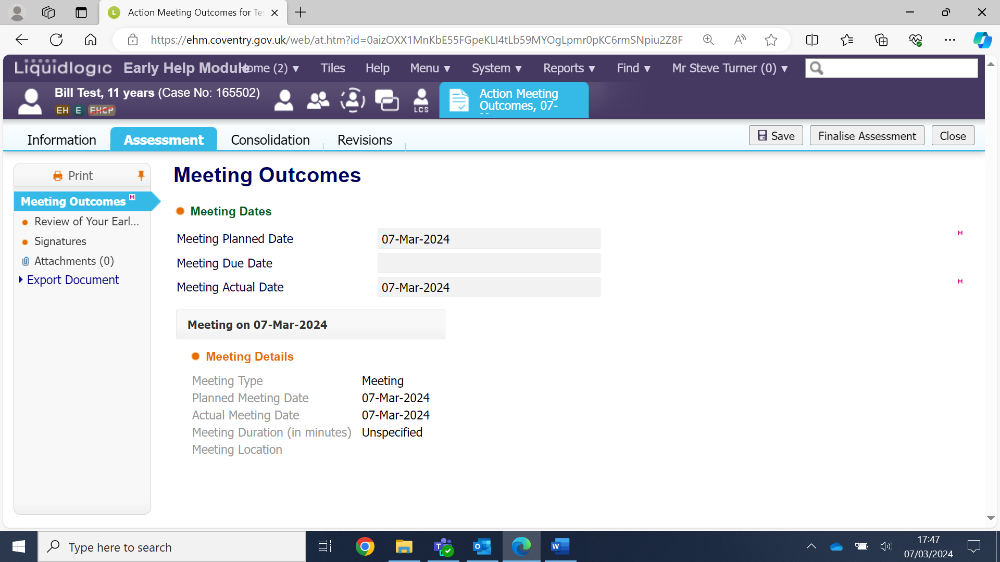 Action Meeting Outcomes for Te
https://ehm.coventry.gov.uk/web/at.htm?id=0aizOXX1MnKbE55FGpeKLI4tLb59MYOgLpmr0pKC6rmSNpiu2Z8F
Liquidlogic Early Help Module ome (2) ▼ Tiles Help Menu ▼ System ▼ Reports ▼ Find ▼ Mr Steve Turner (0) ▼
Bill Test, 11 years (Case No: 165502)
EH E EHCP
LCS
Action Meeting
Outcomes, 07-
Information Assessment Consolidation Revisions Save Finalise Assessment Close
Print
Meeting Outcomes M
Review of Your Earl...
Signatures
Attachments (0)
Export Document
Meeting Outcomes
Meeting Dates
Meeting Planned Date 07-Mar-2024 M
Meeting Due Date
Meeting Actual Date 07-Mar-2024 M
Meeting on 07-Mar-2024
Meeting Details
Meeting Type Meeting
Planned Meeting Date 07-Mar-2024
Actual Meeting Date 07-Mar-2024
Meeting Duration (in minutes) Unspecified
Meeting Location
Type here to search
17:47
07/03/2024